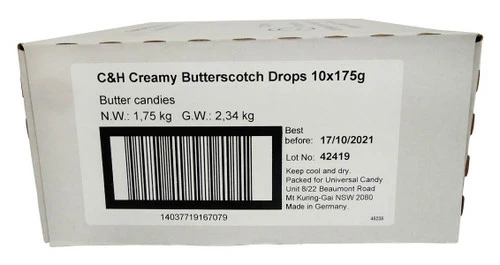 C&H Creamy Butterscotch Drops 10x175g
Butter candies
N.W.: 1,75 kg G.W.: 2,34 kg
Best
before: 17/10/2021
Lot No: 42419
Keep cool and dry.
Packed for Universal Candy
Unit 8/22 Beaumont Road
Mt Kuring-Gai NSW 2080
Made in Germany.
14037719167079